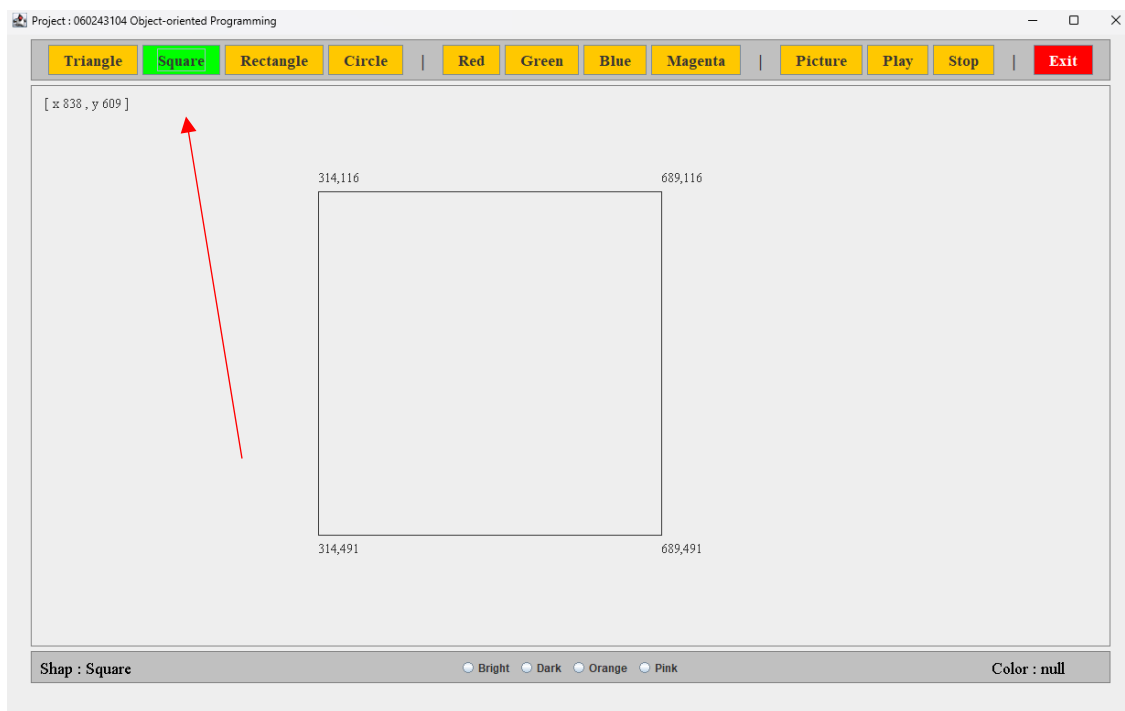 Project : 060243104 Object-oriented Programming
Triangle Square Rectangle Circle | Red Green Blue Magenta | Picture Play Stop | Exit
[ x 838 , y 609 ]
314,116 689,116
314,491 689,491
Shap : Square Bright Dark Orange Pink Color : null